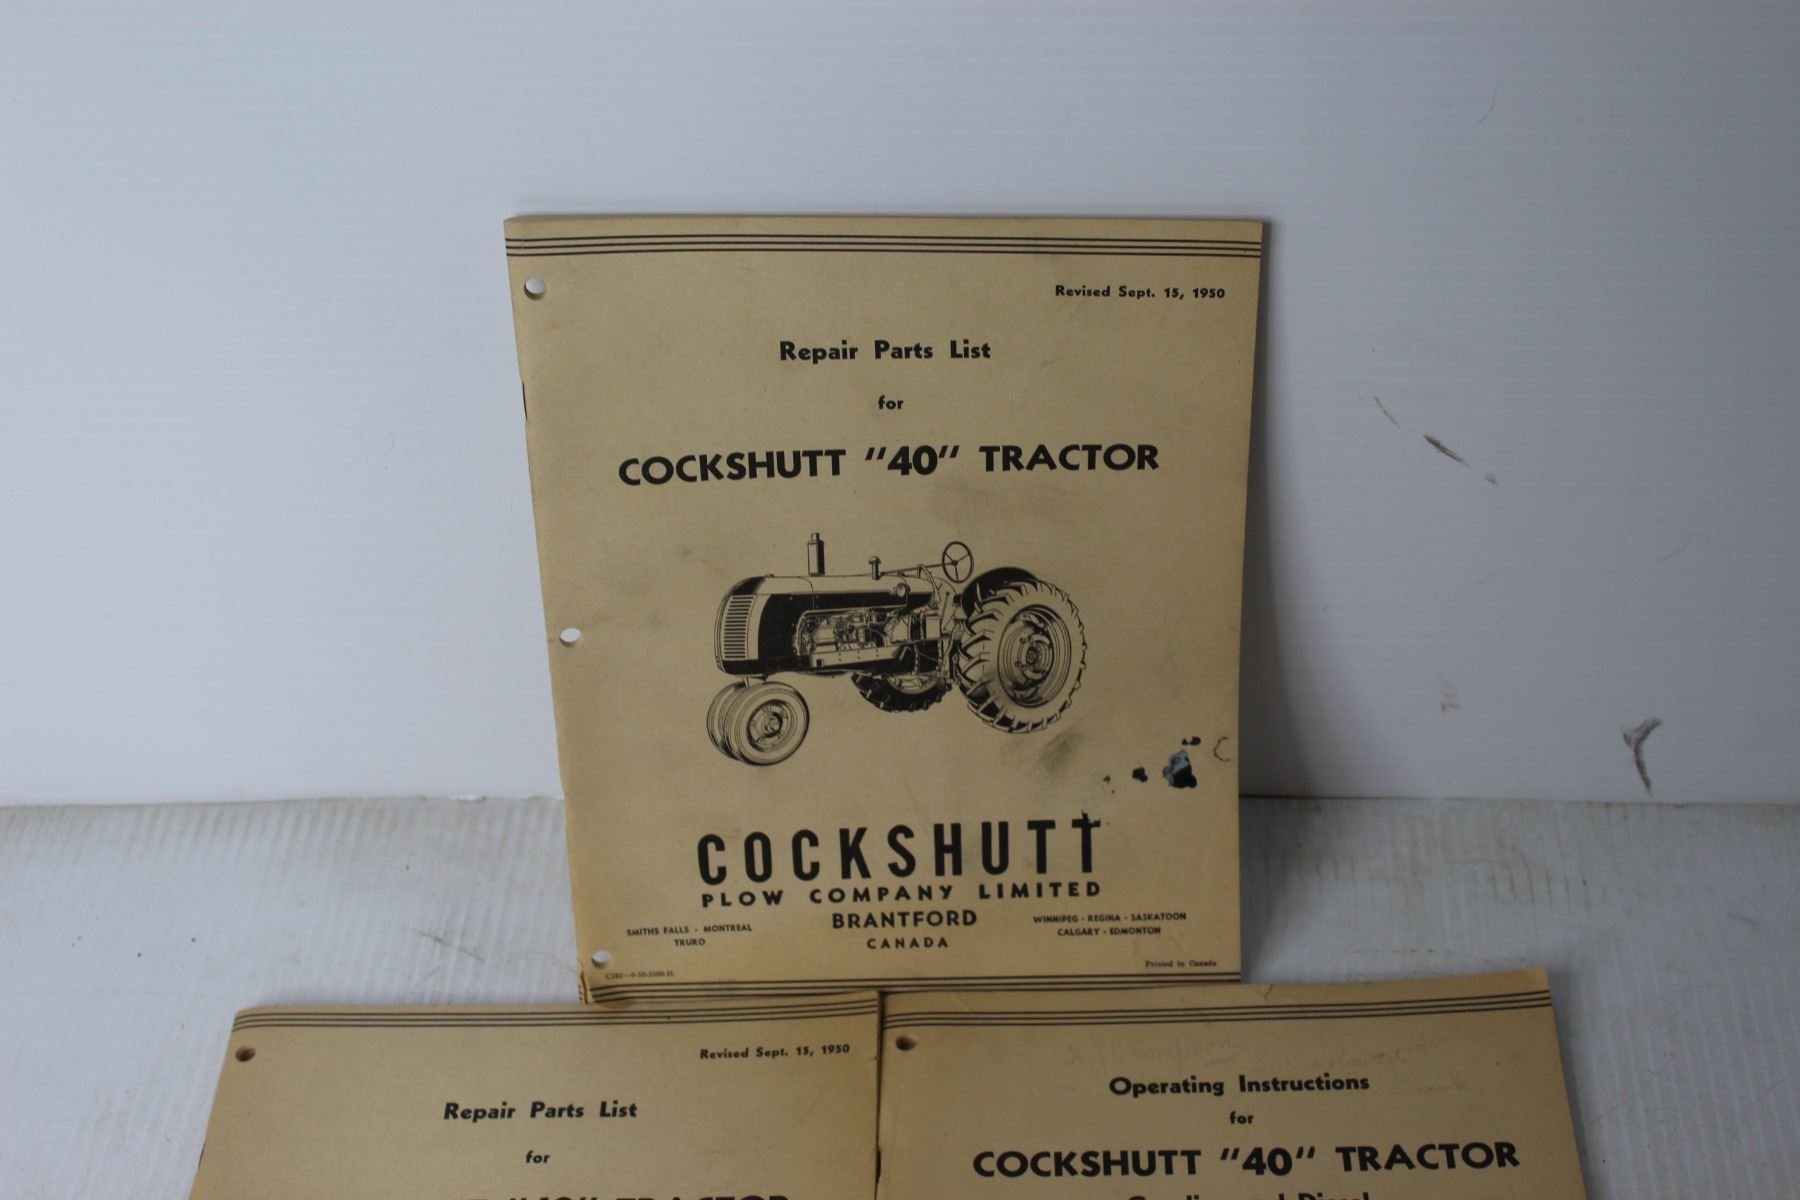 Revised Sept. 15, 1950
Repair Parts List
for
COCKSHUTT "40" TRACTOR
COCKSHUTT
PLOW COMPANY LIMITED
BRANTFORD
CANADA
SMITHS FALLS - MONTREAL
TRURO
WINNIPEG - REGINA - SASKATOON
CALGARY - EDMONTON
Printed in Canada
Revised Sept. 15, 1950
Repair Parts List
for
"40" TRACTOR
Operating Instructions
for
COCKSHUTT "40" TRACTOR